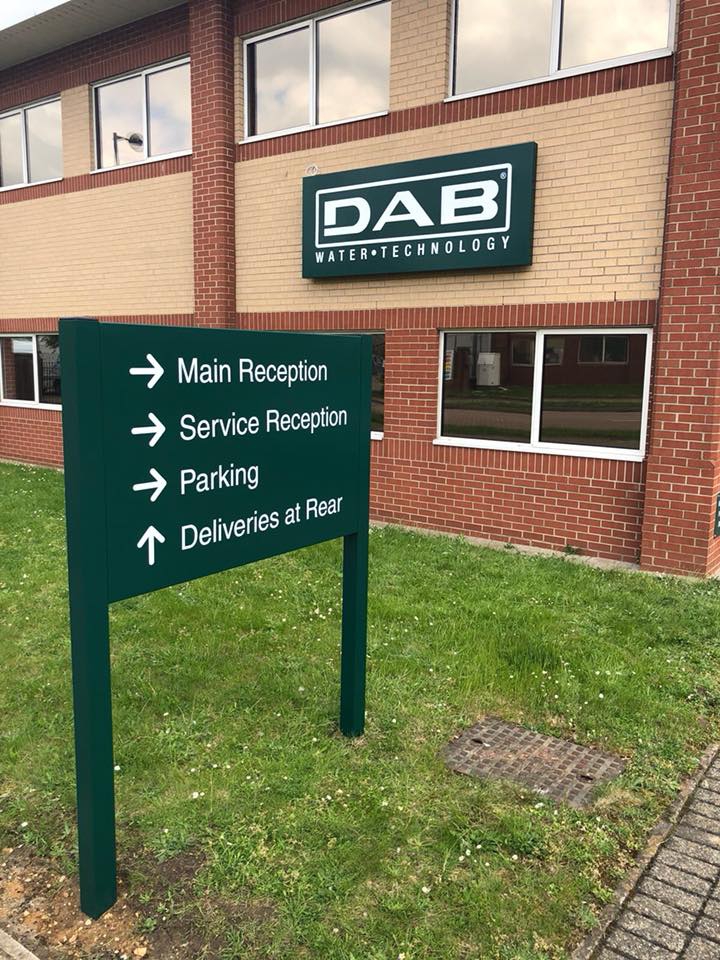 DAB®
WATER•TECHNOLOGY
→ Main Reception
→ Service Reception
→ Parking
↑ Deliveries at Rear